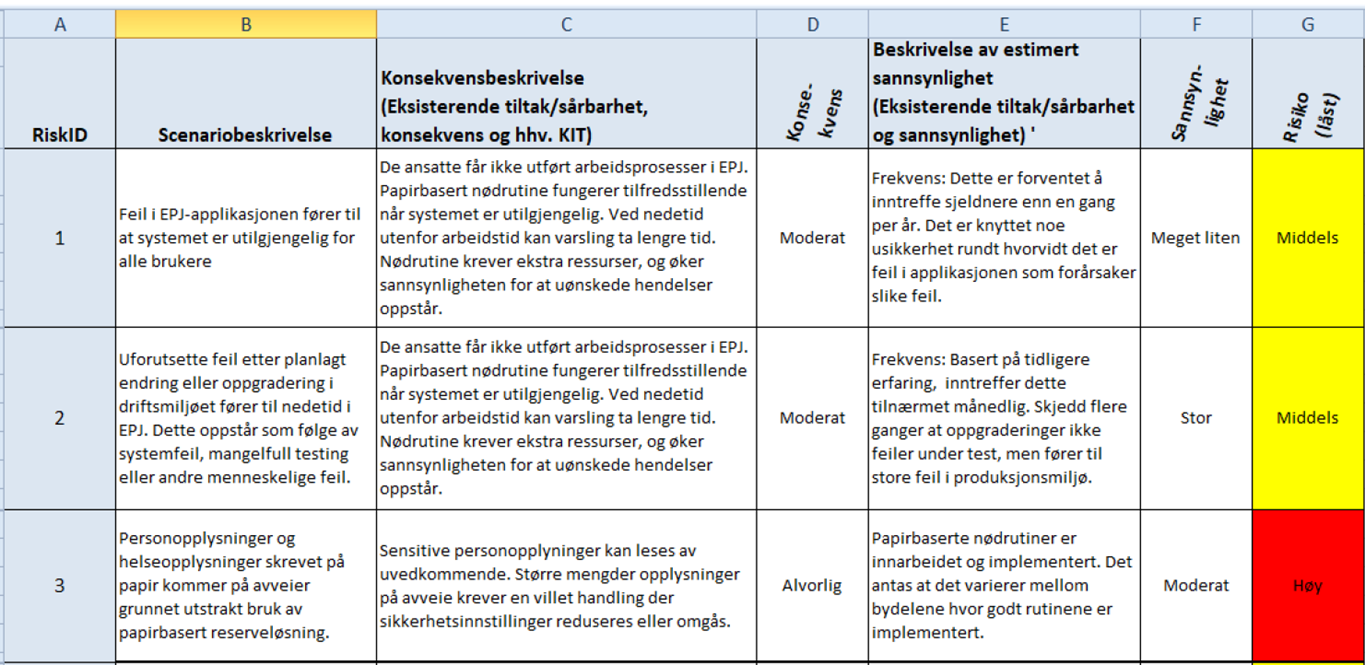 A B C D E F G
RiskID
Scenariobeskrivelse
Konsekvensbeskrivelse
(Eksisterende tiltak/sårbarhet,
konsekvens og hhv. KIT)
Konse-
kvens
Beskrivelse av estimert
sannsynlighet
(Eksisterende tiltak/sårbarhet
og sannsynlighet) '
Sannsyn-
lighet
Risiko
(låst)
1
Feil i EPJ-applikasjonen fører til
at systemet er utilgjengelig for
alle brukere
De ansatte får ikke utført arbeidsprosesser i EPJ.
Papirbasert nødrutine fungerer tilfredsstillende
når systemet er utilgjengelig. Ved nedetid
utenfor arbeidstid kan varsling ta lengre tid.
Nødrutine krever ekstra ressurser, og øker
sannsynligheten for at uønskede hendelser
oppstår.
Moderat
Frekvens: Dette er forventet å
inntreffe sjeldnere enn en gang
per år. Det er knyttet noe
usikkerhet rundt hvorvidt det er
feil i applikasjonen som forårsaker
slike feil.
Meget liten
Middels
2
Uforutsette feil etter planlagt
endring eller oppgradering i
driftsmiljøet fører til nedetid i
EPJ. Dette oppstår som følge av
systemfeil, mangelfull testing
eller andre menneskelige feil.
De ansatte får ikke utført arbeidsprosesser i EPJ.
Papirbasert nødrutine fungerer tilfredsstillende
når systemet er utilgjengelig. Ved nedetid
utenfor arbeidstid kan varsling ta lengre tid.
Nødrutine krever ekstra ressurser, og øker
sannsynligheten for at uønskede hendelser
oppstår.
Moderat
Frekvens: Basert på tidligere
erfaring, inntreffer dette
tilnærmet månedlig. Skjedd flere
ganger at oppgraderinger ikke
feiler under test, men fører til
store feil i produksjonsmiljø.
Stor
Middels
3
Personopplysninger og
helseopplysninger skrevet på
papir kommer på avveier
grunnet utstrakt bruk av
papirbasert reserveløsning.
Sensitive personopplyninger kan leses av
uvedkommende. Større mengder opplysninger
på avveie krever en villet handling der
sikkerhetsinnstillinger reduseres eller omgås.
Alvorlig
Papirbaserte nødrutiner er
innarbeidet og implementert. Det
antas at det varierer mellom
bydelene hvor godt rutinene er
implementert.
Moderat
Høy